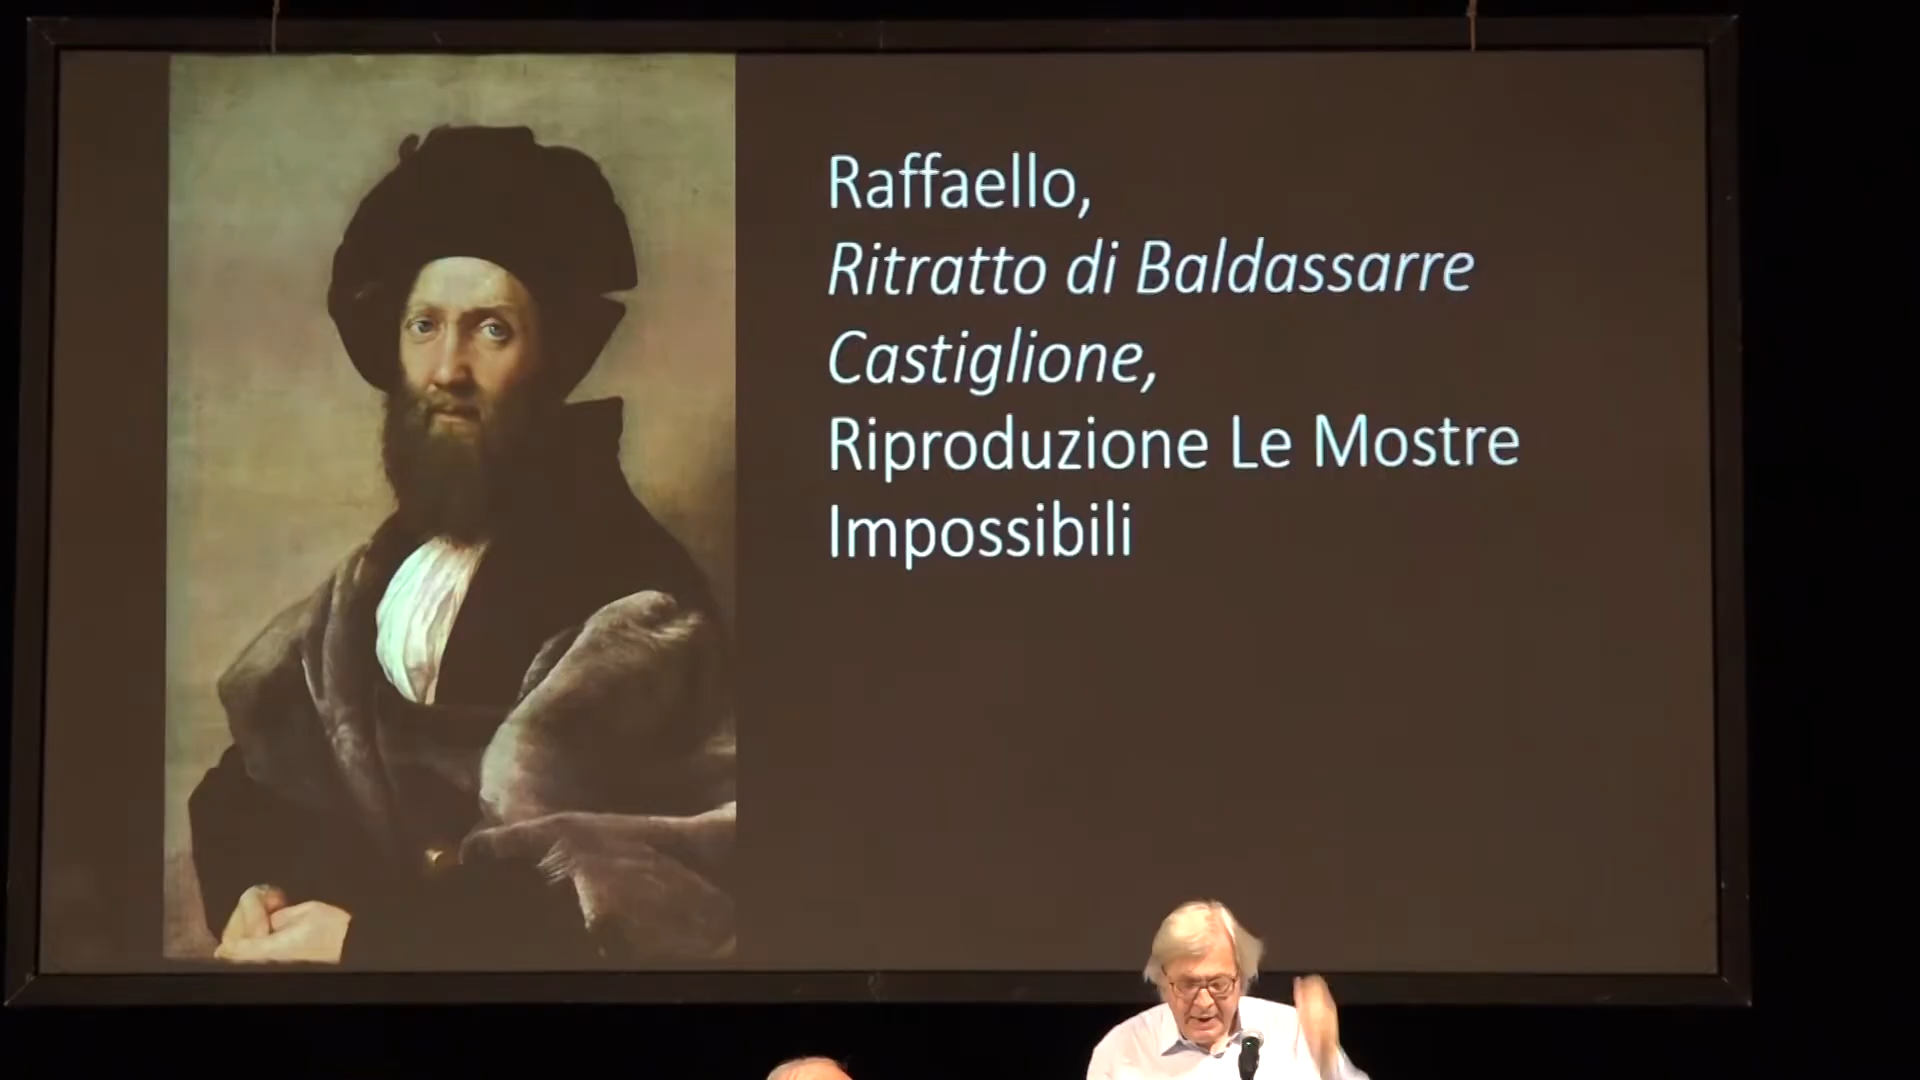 Raffaello,
Ritratto di Baldassarre
Castiglione,
Riproduzione Le Mostre
Impossibili